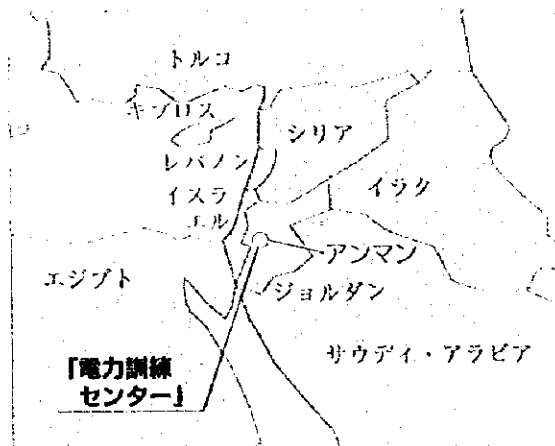 トルコ
キプロス
シリア
レバノン
イスラ
エル
イラク
アンマン
エジプト
ジョルダン
サウディ・アラビア
『電力訓練
センター』